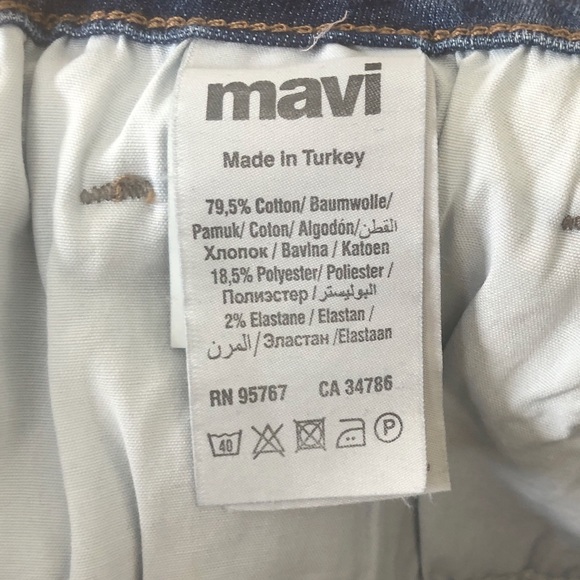 mavi
Made in Turkey
79,5% Cotton/ Baumwolle/
Pamuk/ Coton/ Algodón/القطن/
Хлопок / Bavlna / Katoen
18,5% Polyester/ Poliester /
Полиэстер / البوليستر/
2% Elastane / Elastan /
المرن/ Эластан /Elastaan
RN 95767 CA 34786
40 P